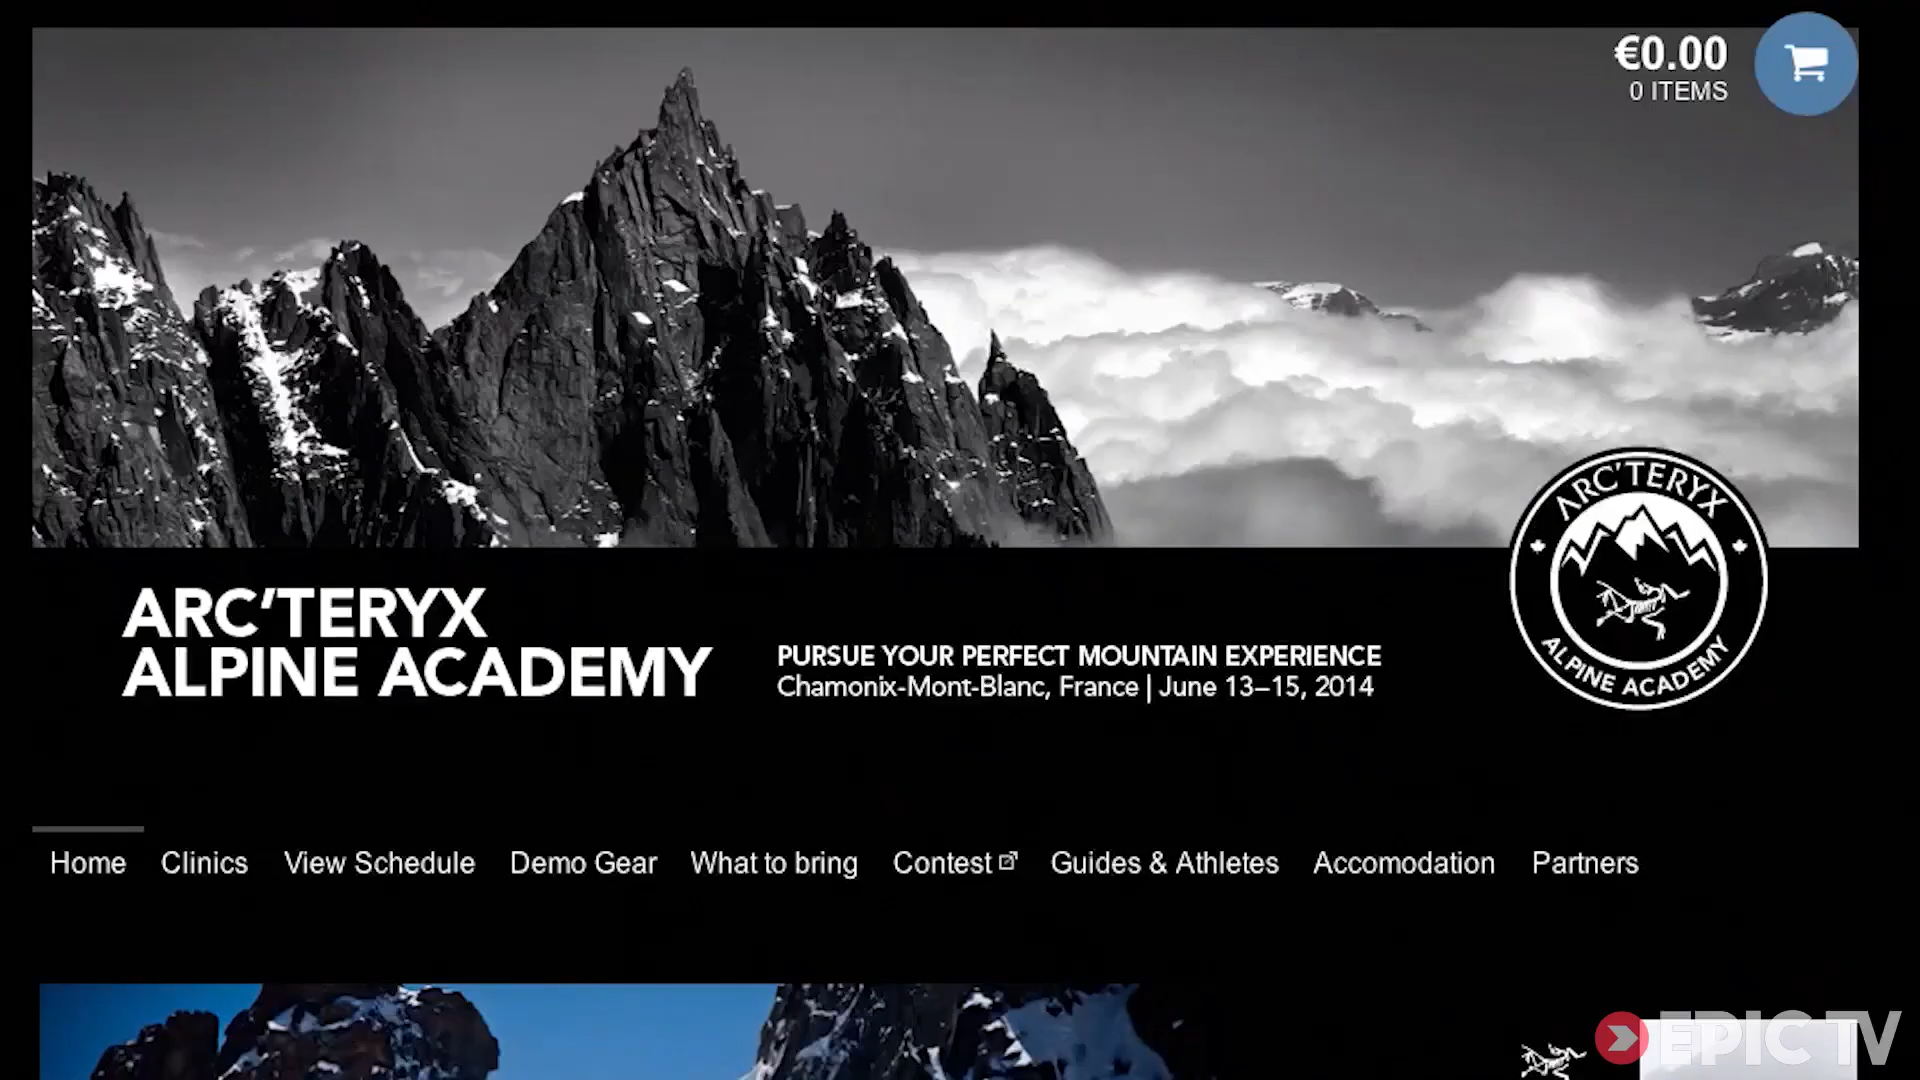 €0.00
0 ITEMS
ARC'TERYX
ALPINE ACADEMY
ARC'TERYX
ALPINE ACADEMY
PURSUE YOUR PERFECT MOUNTAIN EXPERIENCE
Chamonix-Mont-Blanc, France | June 13–15, 2014
Home Clinics View Schedule Demo Gear What to bring Contest Guides & Athletes Accomodation Partners
EPIC TV